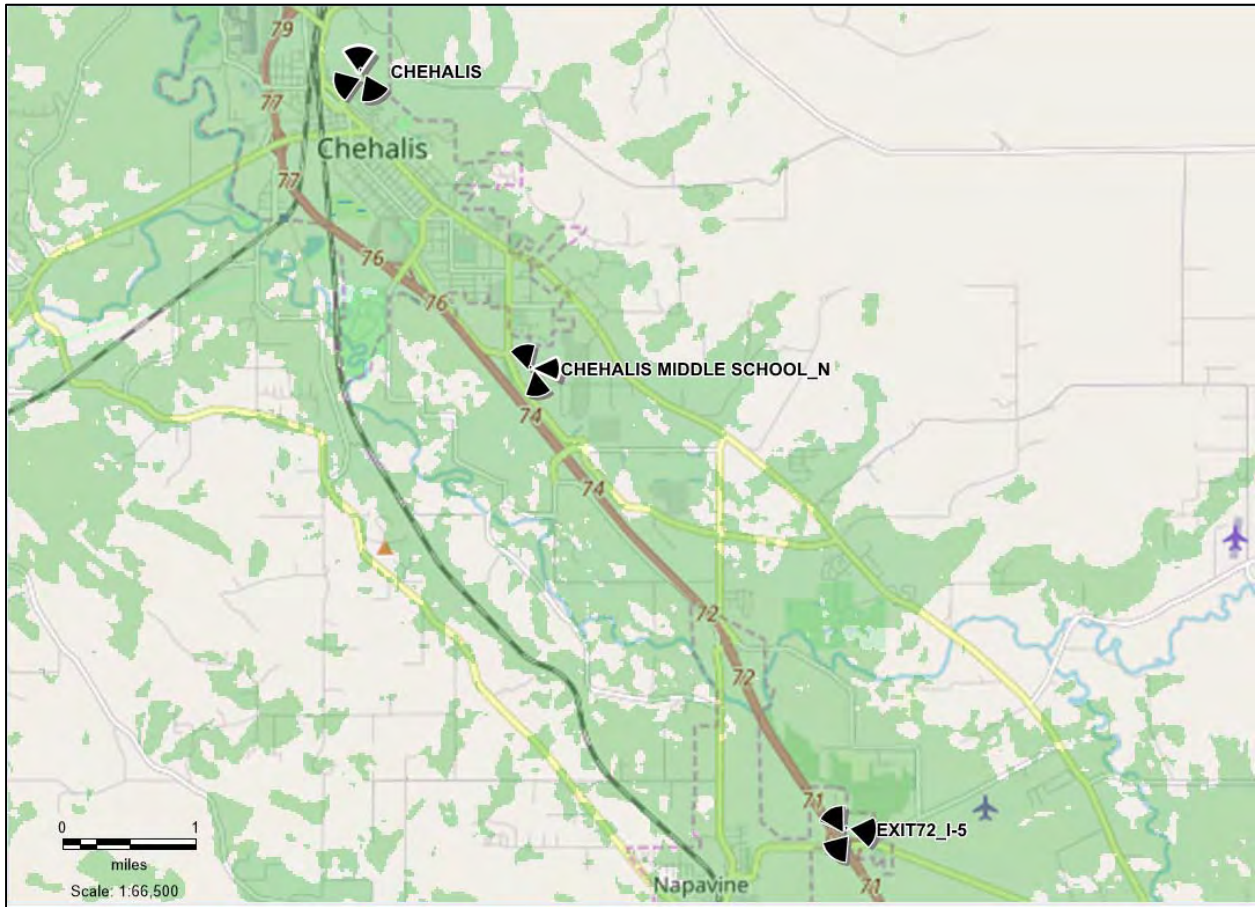 79
CHEHALIS
77
Chehalis
77
76
76
CHEHALIS MIDDLE SCHOOL_N
74
74
72
72
71
EXIT72_I-5
71
Napavine
0 1
miles
Scale: 1:66,500